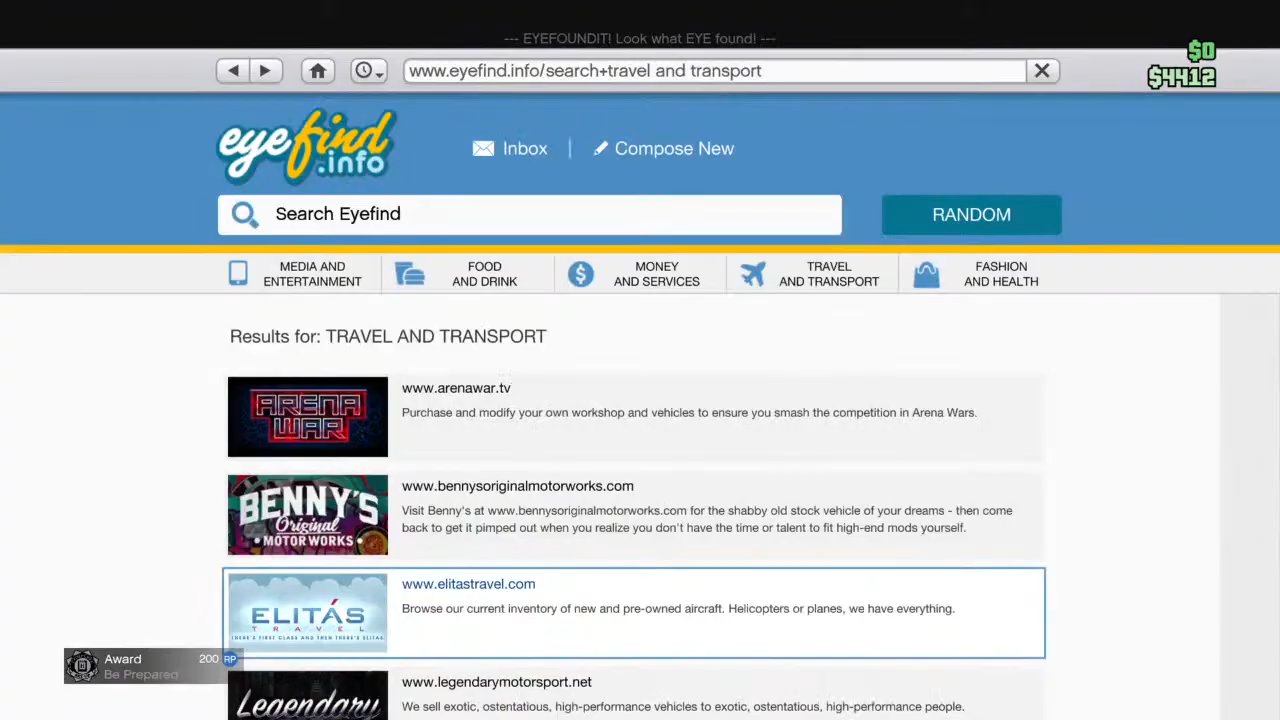 --- EYEFOUNDIT! Look what EYE found! ---
$0
www.eyefind.info/search+travel and transport
$4412
eyefind
.info
Inbox
Compose New
Search Eyefind
RANDOM
MEDIA AND
ENTERTAINMENT
FOOD
AND DRINK
MONEY
AND SERVICES
TRAVEL
AND TRANSPORT
FASHION
AND HEALTH
Results for: TRAVEL AND TRANSPORT
ARENA
WAR
www.arenawar.tv
Purchase and modify your own workshop and vehicles to ensure you smash the competition in Arena Wars.
BENNY'S
Original
MOTOR WORKS
www.bennysoriginalmotorworks.com
Visit Benny's at www.bennysoriginalmotorworks.com for the shabby old stock vehicle of your dreams - then come
back to get it pimped out when you realize you don't have the time or talent to fit high-end mods yourself.
ELITÁS
TRAVEL
THERE'S FIRST CLASS AND THEN THERE'S ELITAS
www.elitastravel.com
Browse our current inventory of new and pre-owned aircraft. Helicopters or planes, we have everything.
Award
200 RP
Be Prepared
Legendary
www.legendarymotorsport.net
We sell exotic, ostentatious, high-performance vehicles to exotic, ostentatious, high-performance people.